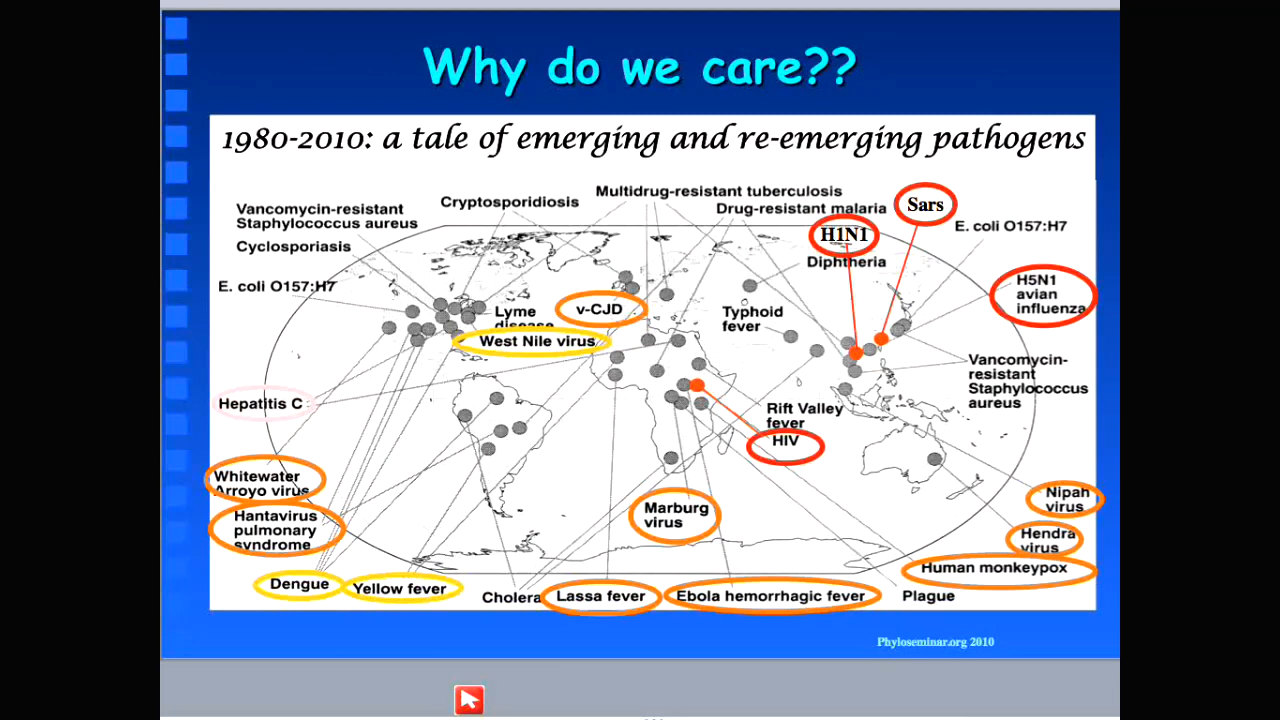 Why do we care??
1980-2010: a tale of emerging and re-emerging pathogens
Multidrug-resistant tuberculosis
Cryptosporidiosis
Drug-resistant malaria
Sars
Vancomycin-resistant
Staphylococcus aureus
H1N1
E. coli O157:H7
Cyclosporiasis
Diphtheria
E. coli O157:H7
H5N1
avian
influenza
Lyme
disease
v-CJD
Typhoid
fever
West Nile virus
Vancomycin-
resistant
Staphylococcus
aureus
Hepatitis C
Rift Valley
fever
HIV
Whitewater
Arroyo virus
Hantavirus
pulmonary
syndrome
Marburg
virus
Nipah
virus
Hendra
virus
Human monkeypox
Dengue
Yellow fever
Cholera
Lassa fever
Ebola hemorrhagic fever
Plague
Phyloseminar.org 2010